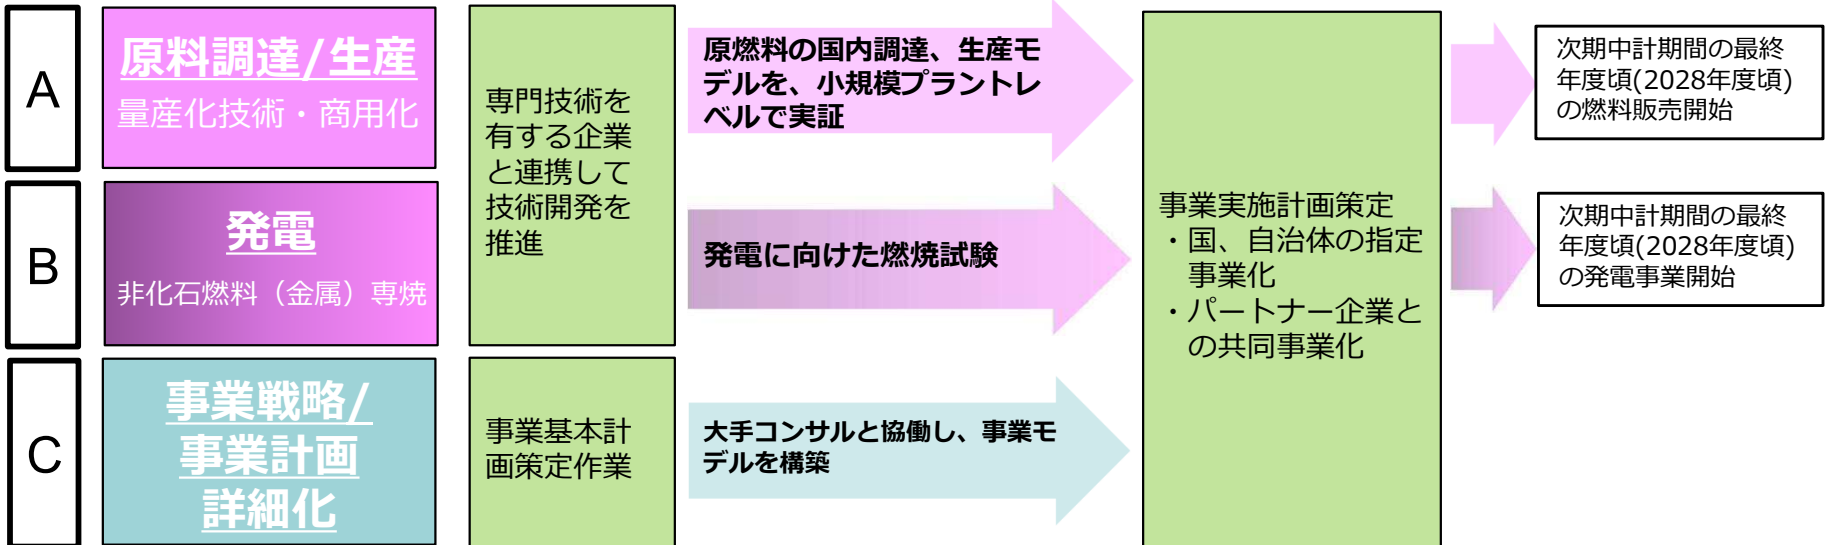 A
原料調達/生産
量産化技術・商用化
専門技術を
有する企業
と連携して
技術開発を
推進
原燃料の国内調達、生産モ
デルを、小規模プラントレ
ベルで実証
事業実施計画策定
・国、自治体の指定
事業化
・パートナー企業と
の共同事業化
次期中計期間の最終
年度頃(2028年度頃)
の燃料販売開始
B
発電
非化石燃料（金属）専焼
発電に向けた燃焼試験
次期中計期間の最終
年度頃(2028年度頃)
の発電事業開始
C
事業戦略/
事業計画
詳細化
事業基本計
画策定作業
大手コンサルと協働し、事業モ
デルを構築